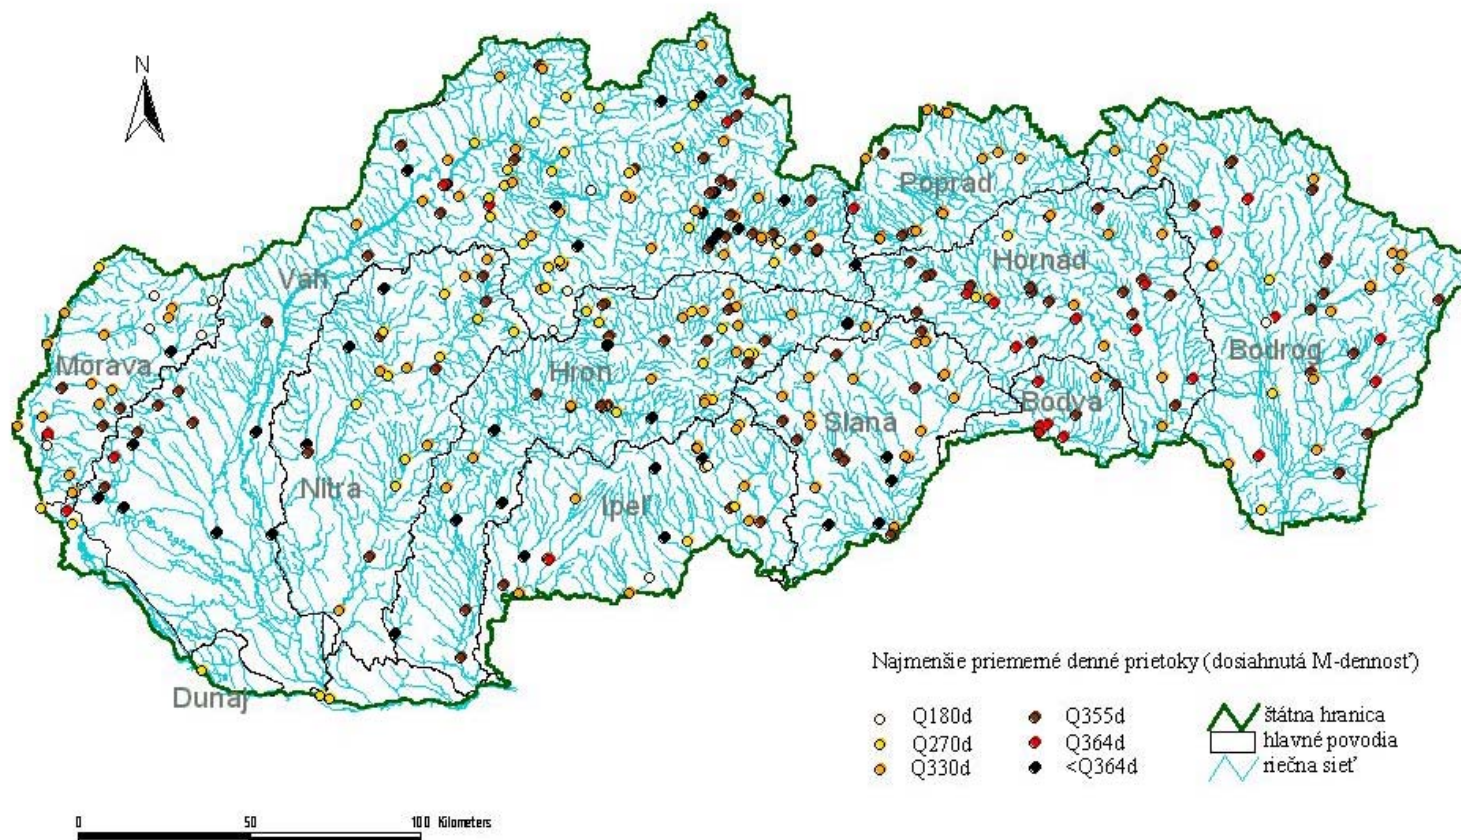 N
Poprad
Hornád
Váh
Morava
Bodrog
Hron
Bodva
Slaná
Nitra
Ipeľ
Dunaj
Najmenšie priemerné denné prietoky (dosiahnutá M-dennosť)
Q180d
Q270d
Q330d
Q355d
Q364d
<Q364d
štátna hranica
hlavné povodia
riečna sieť
0 50 100 Kilometers